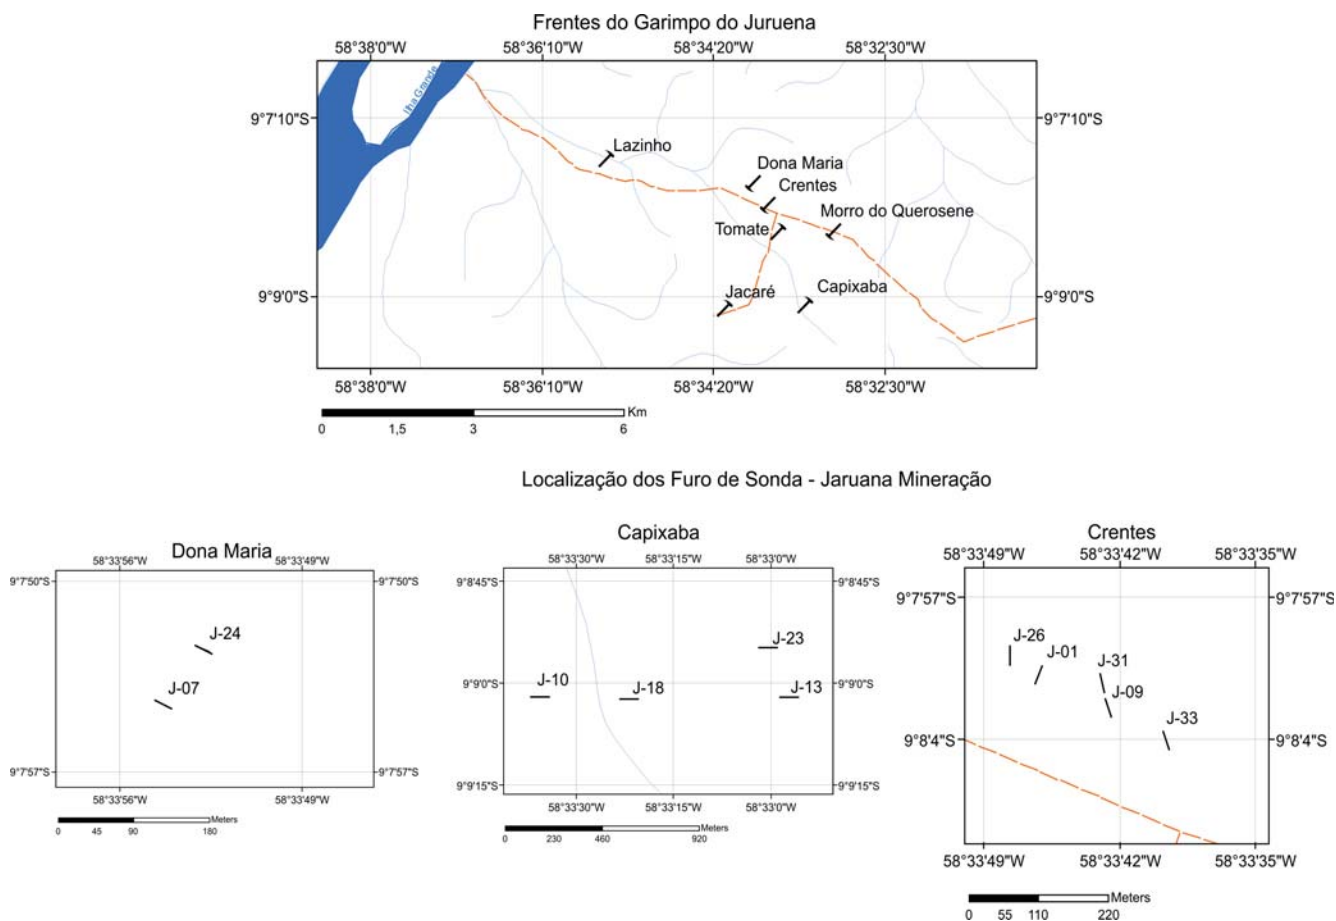 Frentes do Garimpo do Juruena
58°38'0"W 58°36'10"W 58°34'20"W 58°32'30"W
Ilha Grande
9°7'10"S 9°7'10"S
Lazinho
Dona Maria
Crentes
Morro do Querosene
Tomate
Capixaba
Jacaré
9°9'0"S 9°9'0"S
58°38'0"W 58°36'10"W 58°34'20"W 58°32'30"W
Km
0 1,5 3 6
Localização dos Furo de Sonda - Jaruana Mineração
Dona Maria
58°33'56"W 58°33'49"W
9°7'50"S 9°7'50"S
J-24
J-07
9°7'57"S 9°7'57"S
58°33'56"W 58°33'49"W
Meters
0 45 90 180
Capixaba
58°33'30"W 58°33'15"W 58°33'0"W
9°8'45"S 9°8'45"S
J-23
J-10 J-18 J-13
9°9'0"S 9°9'0"S
9°9'15"S 9°9'15"S
58°33'30"W 58°33'15"W 58°33'0"W
Meters
0 230 460 920
Crentes
58°33'49"W 58°33'42"W 58°33'35"W
9°7'57"S 9°7'57"S
J-26
J-01
J-31
J-09
J-33
9°8'4"S 9°8'4"S
58°33'49"W 58°33'42"W 58°33'35"W
Meters
0 55 110 220